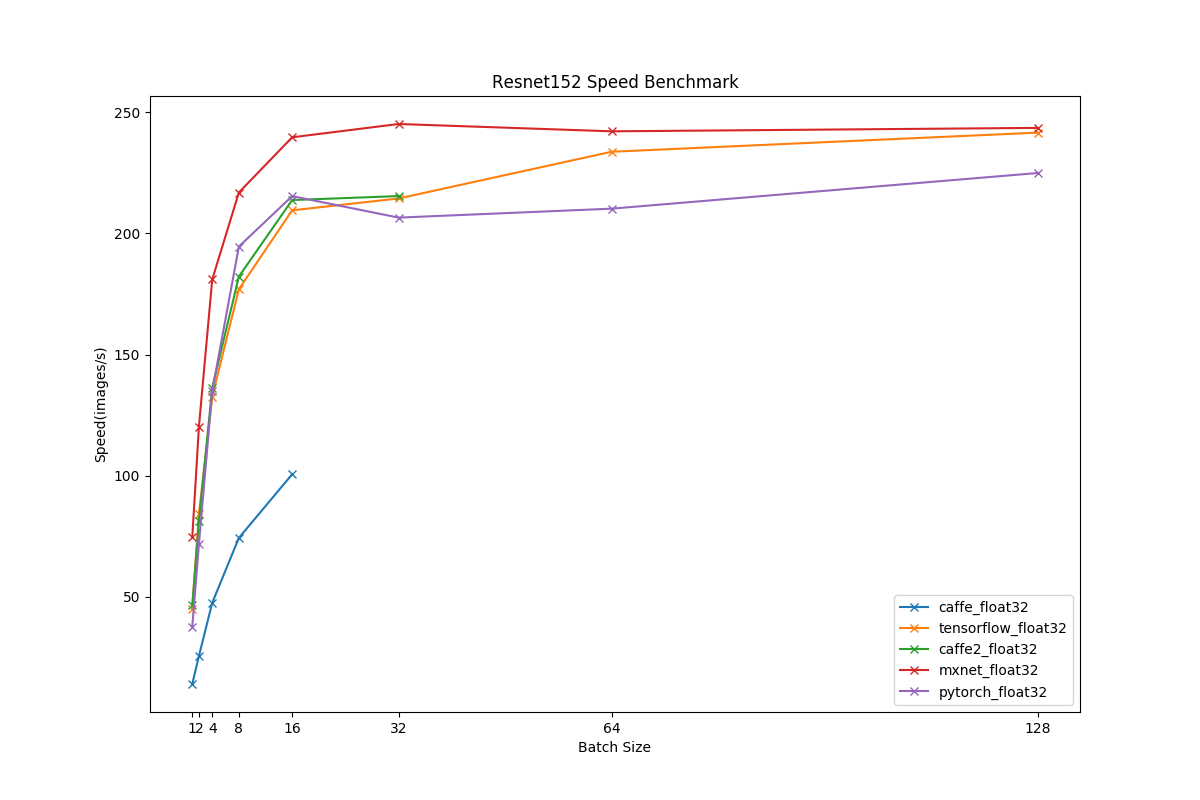 Resnet152 Speed Benchmark
250
200
150
100
50
Speed(images/s)
1 2 4 8 16 32 64 128
Batch Size
caffe_float32
tensorflow_float32
caffe2_float32
mxnet_float32
pytorch_float32